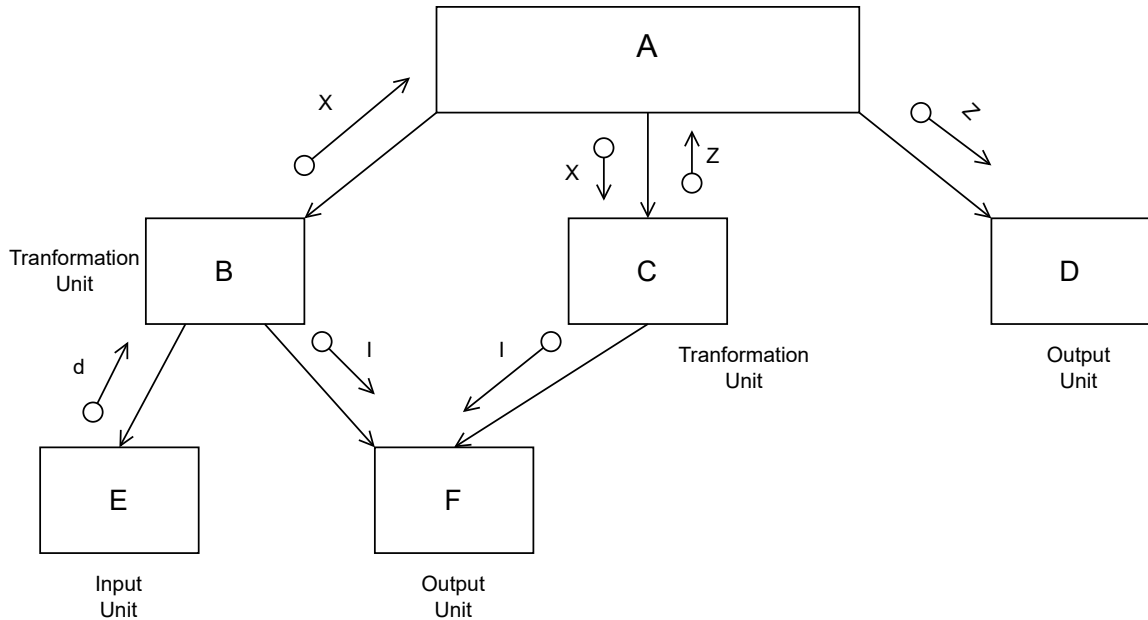 A
X
Z
X
Z
Tranformation
Unit
B
C
D
d
I
I
Tranformation
Unit
Output
Unit
E
F
Input
Unit
Output
Unit